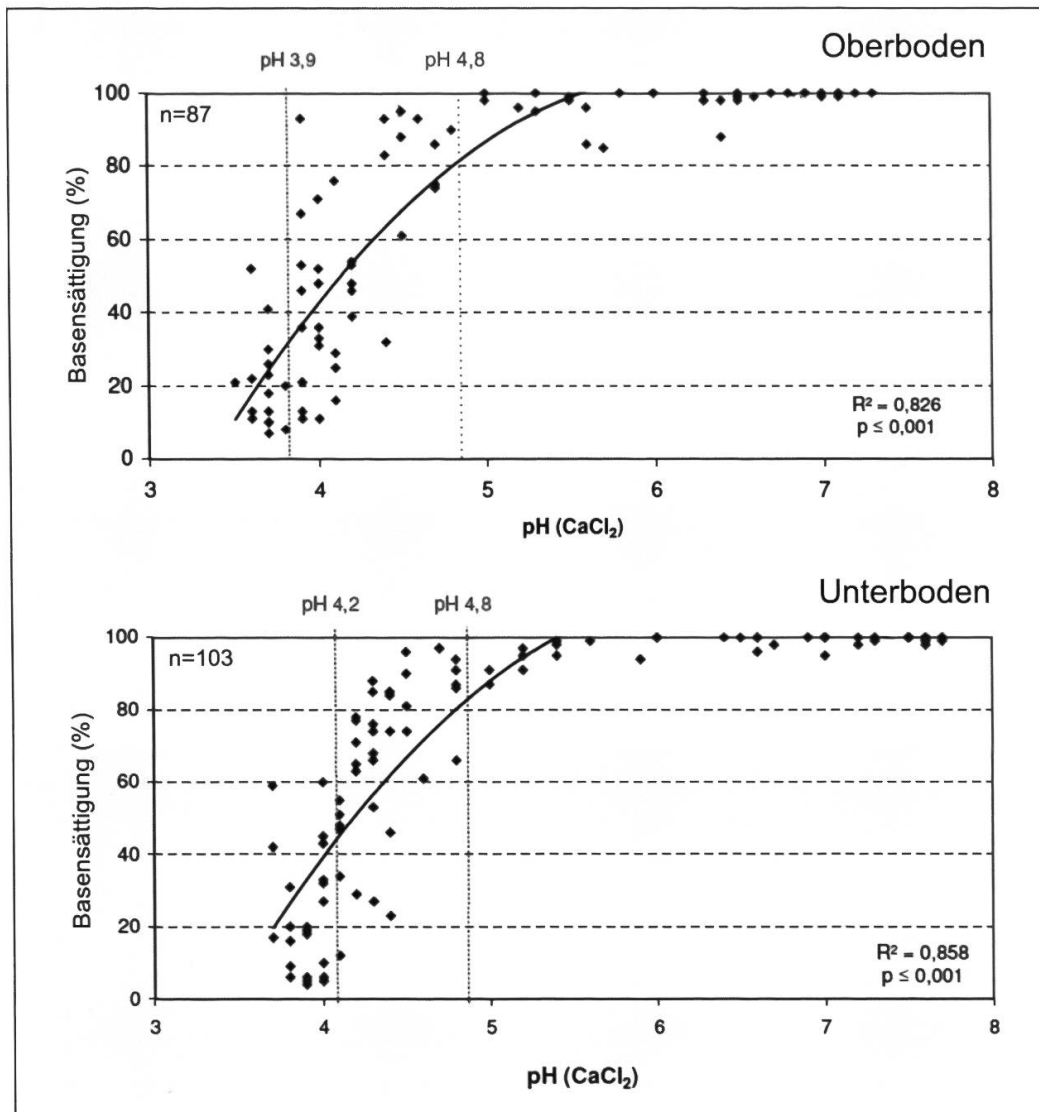 Oberboden
pH 3,9
pH 4,8
n=87
100
80
60
40
20
0
Basensättigung (%)
R² = 0,826
p ≤ 0,001
3 4 5 6 7 8
pH (CaCl₂)
Unterboden
pH 4,2
pH 4,8
n=103
100
80
60
40
20
0
Basensättigung (%)
R² = 0,858
p ≤ 0,001
3 4 5 6 7 8
pH (CaCl₂)